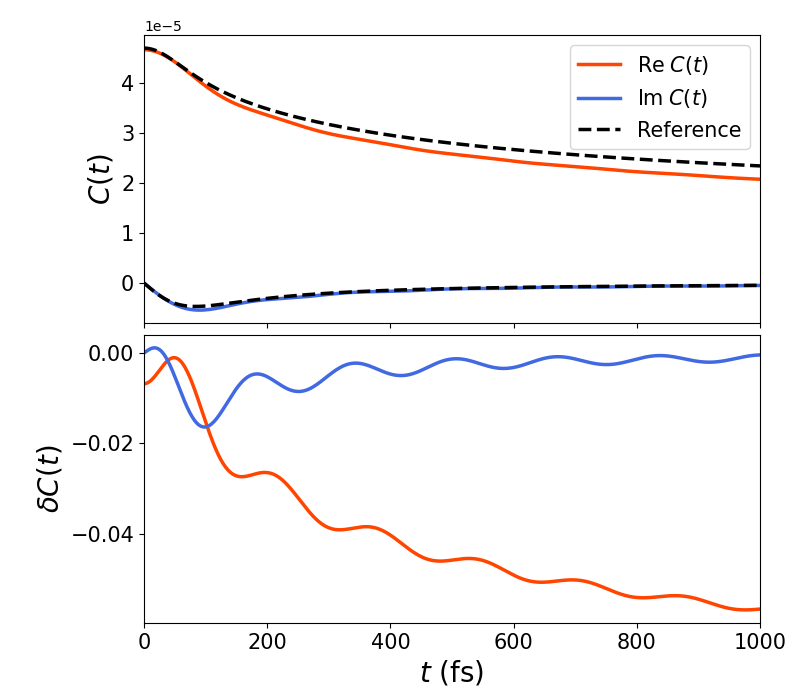 1e−5
4
3
2
1
0
C(t)
Re C(t)
Im C(t)
Reference
0.00
−0.02
−0.04
δC(t)
0 200 400 600 800 1000
t (fs)